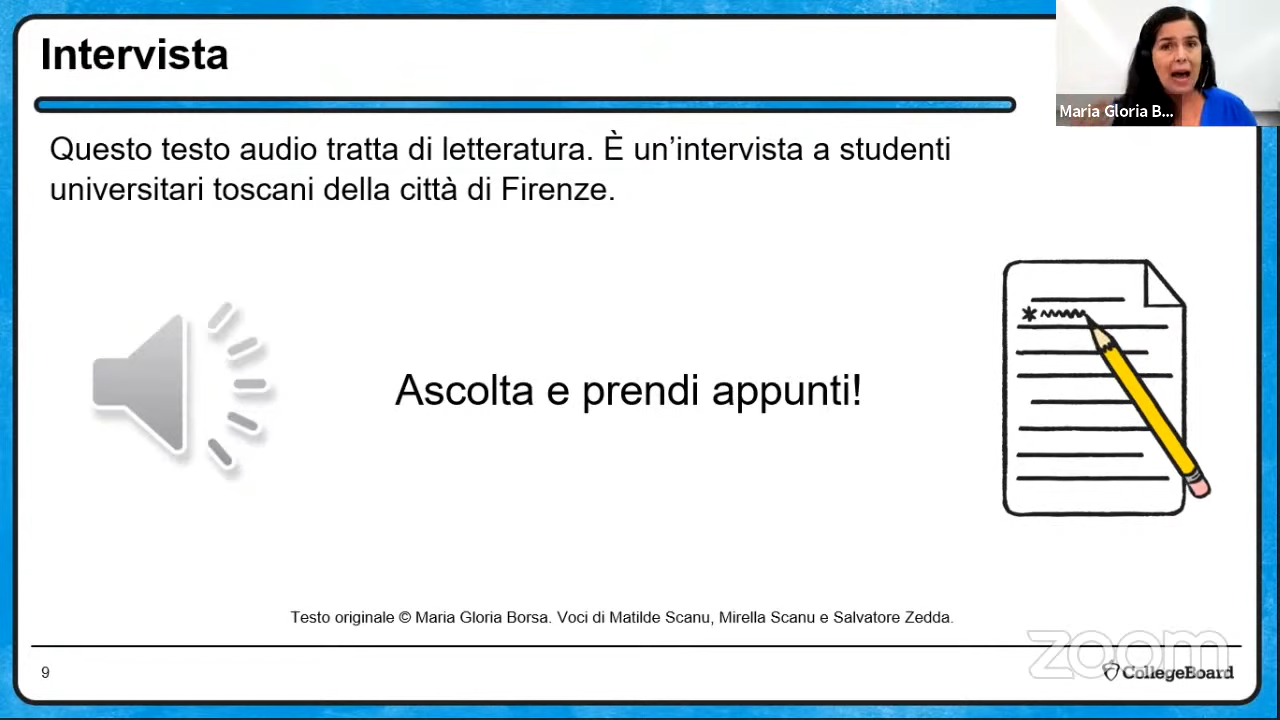 Intervista
Maria Gloria B...
Questo testo audio tratta di letteratura. È un’intervista a studenti
universitari toscani della città di Firenze.
Ascolta e prendi appunti!
Testo originale © Maria Gloria Borsa. Voci di Matilde Scanu, Mirella Scanu e Salvatore Zedda.
zoom
9
CollegeBoard